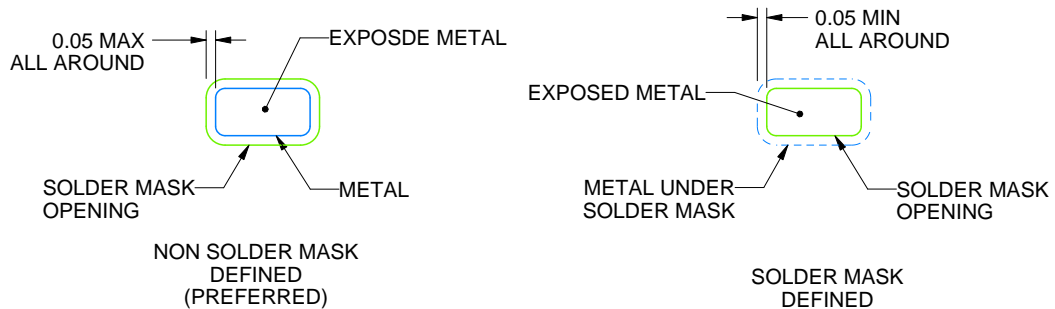 0.05 MAX
ALL AROUND
EXPOSDE METAL
SOLDER MASK
OPENING
METAL
NON SOLDER MASK
DEFINED
(PREFERRED)
0.05 MIN
ALL AROUND
EXPOSED METAL
METAL UNDER
SOLDER MASK
SOLDER MASK
OPENING
SOLDER MASK
DEFINED